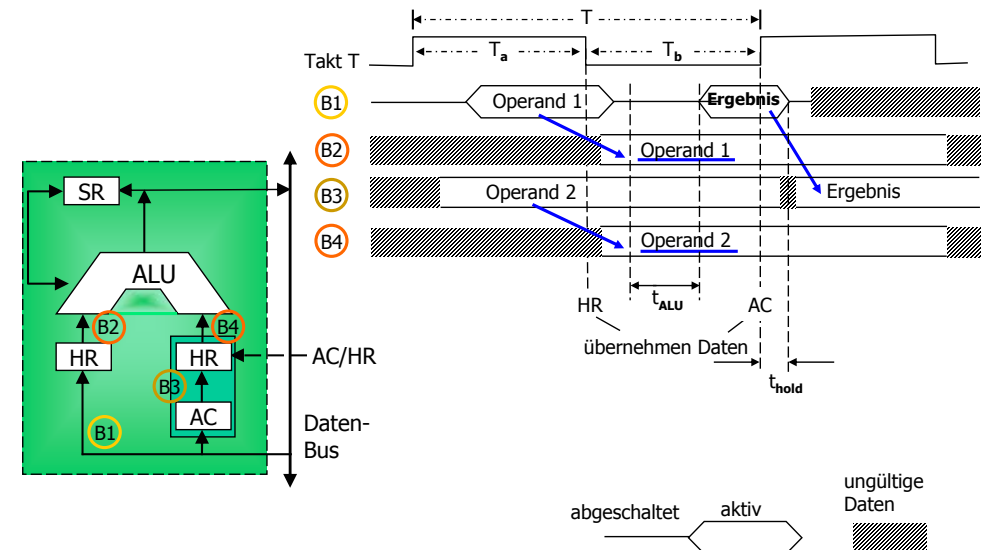 T
Takt T
Ta
Tb
B1
Operand 1
Ergebnis
B2
Operand 1
B3
Operand 2
Ergebnis
B4
Operand 2
HR
tALU
AC
übernehmen Daten
thold
SR
ALU
B2
B4
HR
HR
AC/HR
B3
AC
B1
Daten-
Bus
abgeschaltet
aktiv
ungültige
Daten